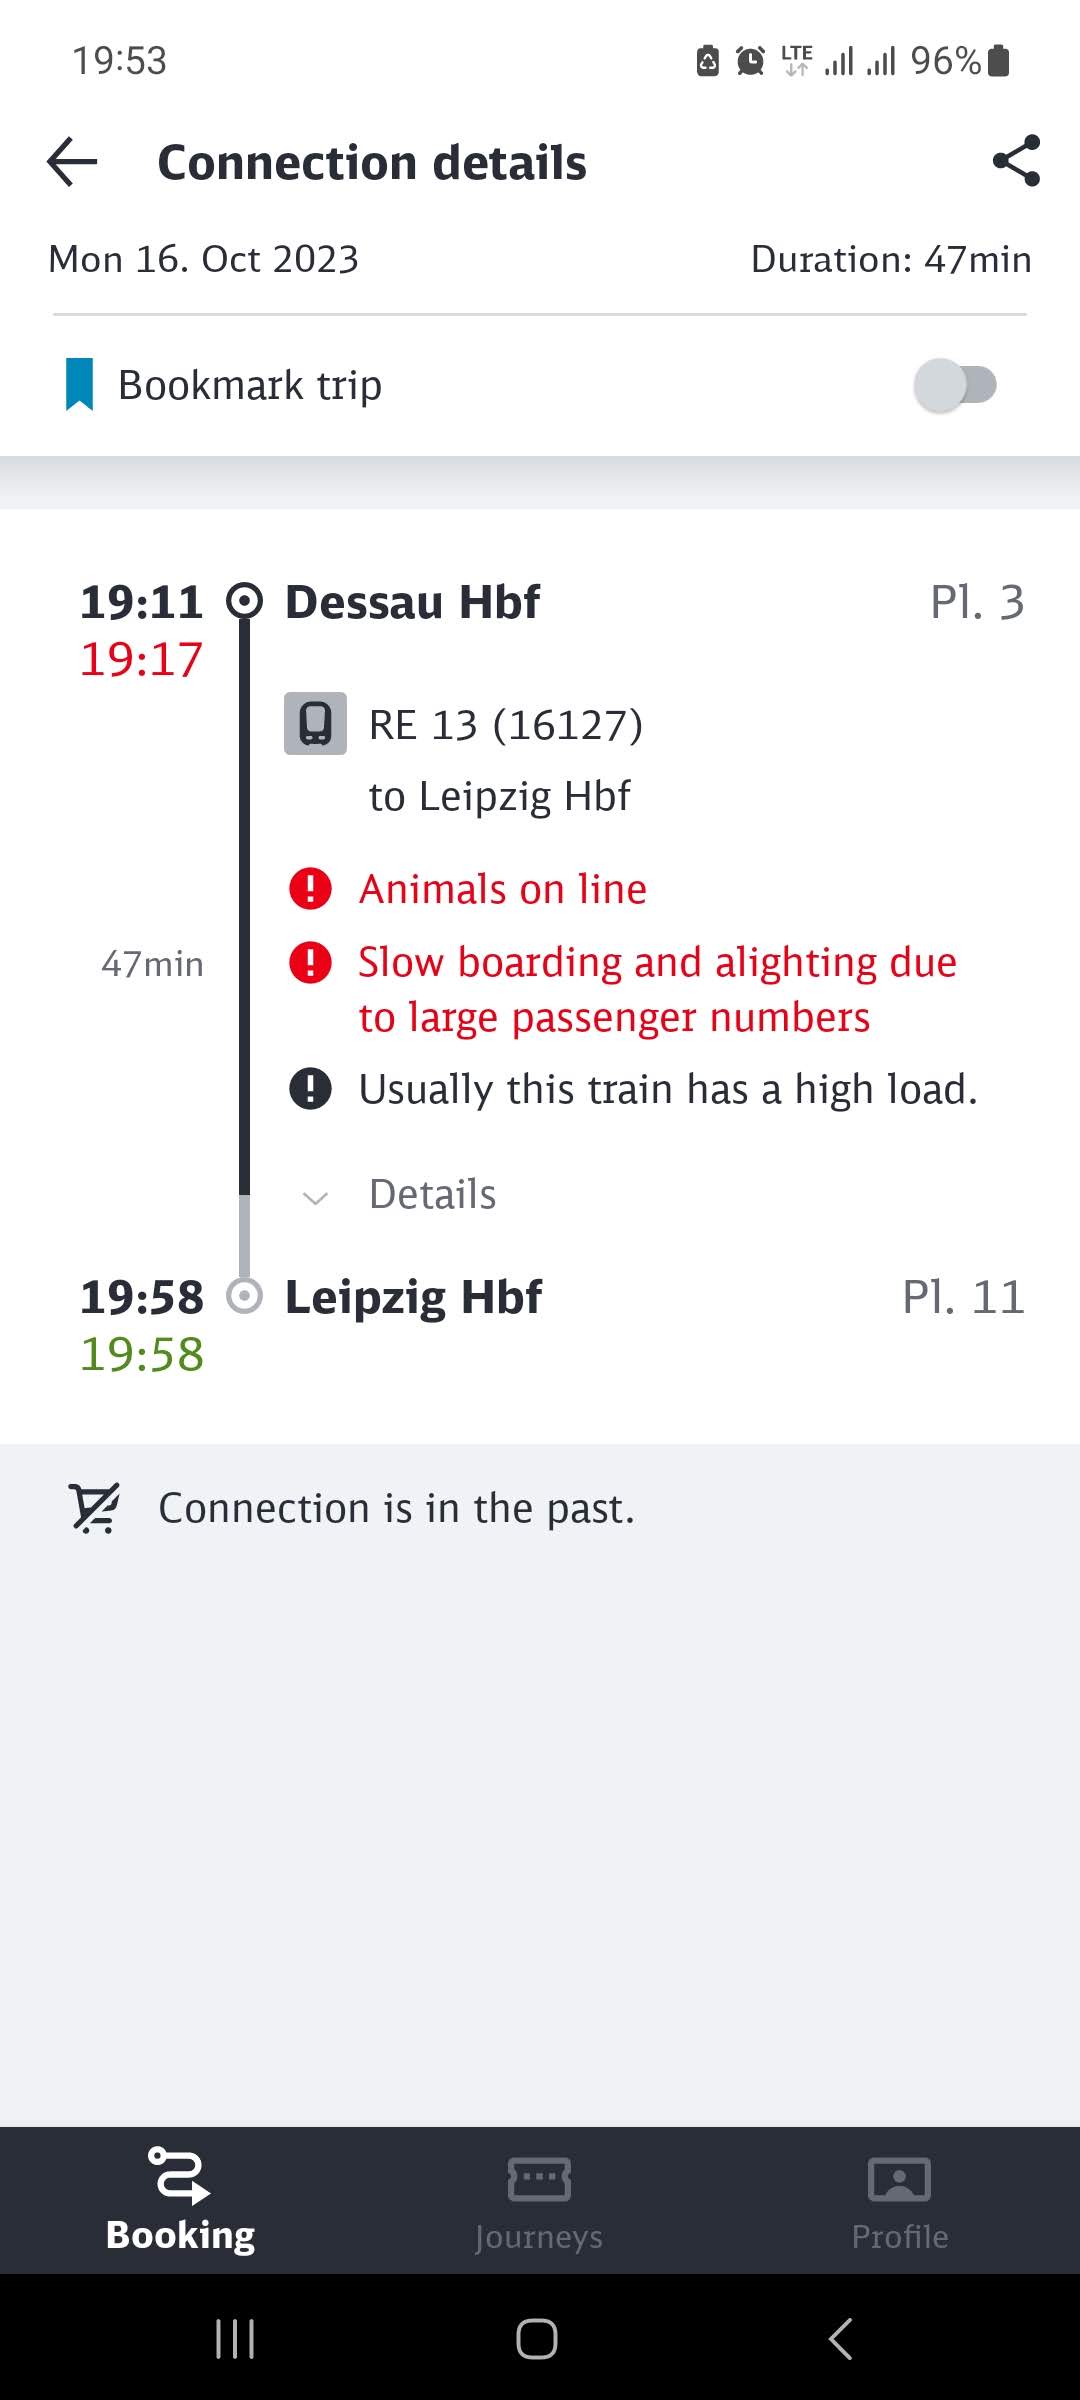 19:53 LTE 96%
Connection details
Mon 16. Oct 2023 Duration: 47min
Bookmark trip
19:11 Dessau Hbf Pl. 3
19:17
RE 13 (16127)
to Leipzig Hbf
Animals on line
47min Slow boarding and alighting due
to large passenger numbers
Usually this train has a high load.
Details
19:58 Leipzig Hbf Pl. 11
19:58
Connection is in the past.
Booking Journeys Profile